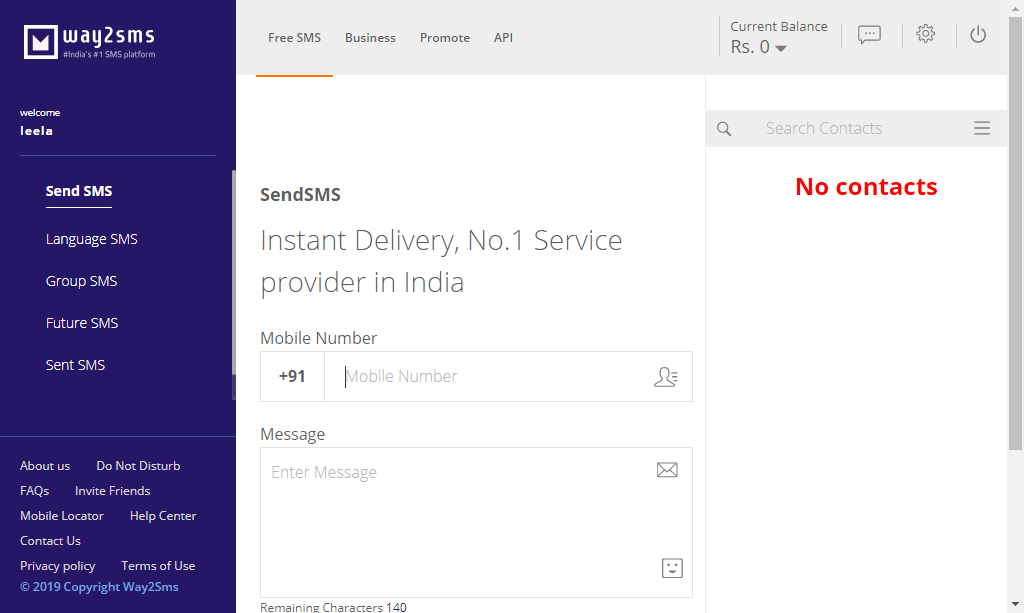 way2sms
#India's #1 SMS platform
welcome
leela
Send SMS
Language SMS
Group SMS
Future SMS
Sent SMS
About us Do Not Disturb
FAQs Invite Friends
Mobile Locator Help Center
Contact Us
Privacy policy Terms of Use
© 2019 Copyright Way2Sms
Free SMS Business Promote API
Current Balance
Rs. 0
SendSMS
Instant Delivery, No.1 Service
provider in India
Mobile Number
+91 Mobile Number
Message
Enter Message
Remaining Characters 140
Search Contacts
No contacts